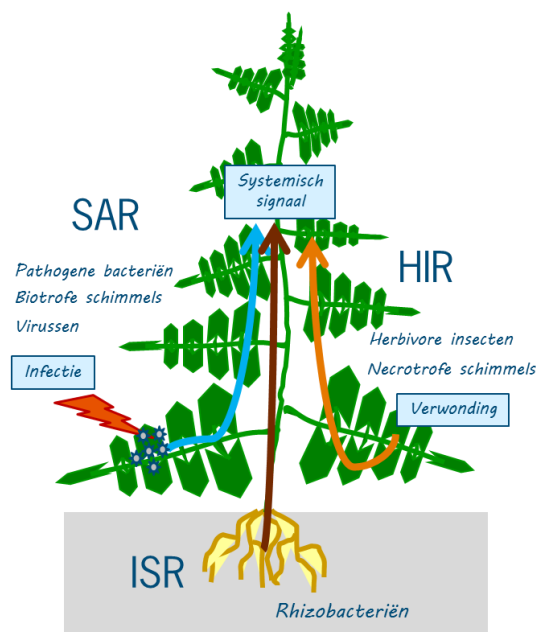 Systemisch
signaal
SAR
Pathogene bacteriën
Biotrofe schimmels
Virussen
Infectie
HIR
Herbivore insecten
Necrotrofe schimmels
Verwonding
ISR
Rhizobacteriën